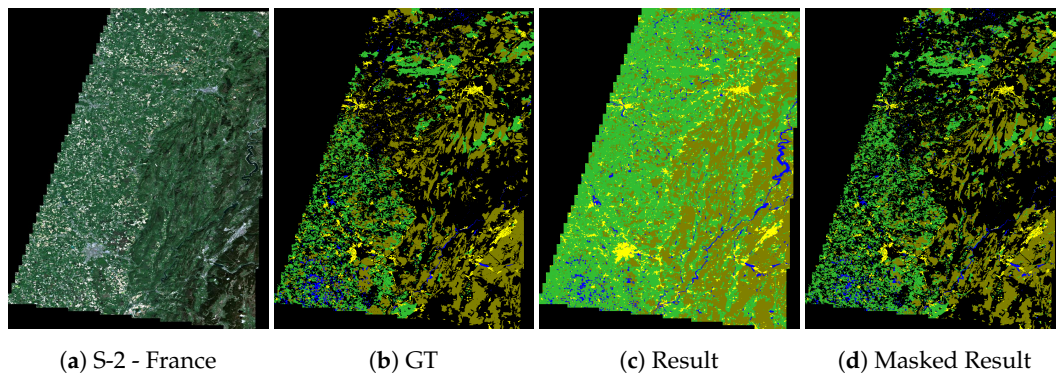 (a) S-2 - France
(b) GT
(c) Result
(d) Masked Result